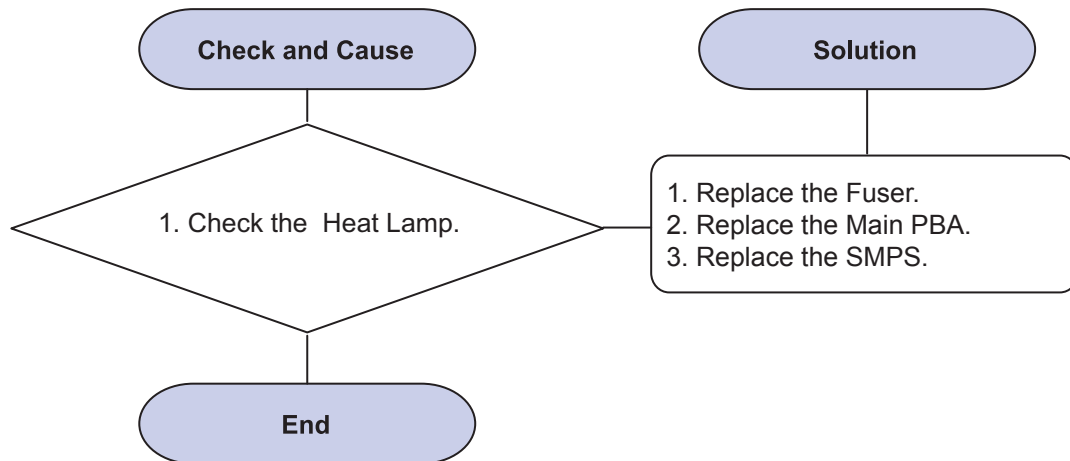 Check and Cause
Solution
1. Check the  Heat Lamp.
1. Replace the Fuser.
2. Replace the Main PBA.
3. Replace the SMPS.
End